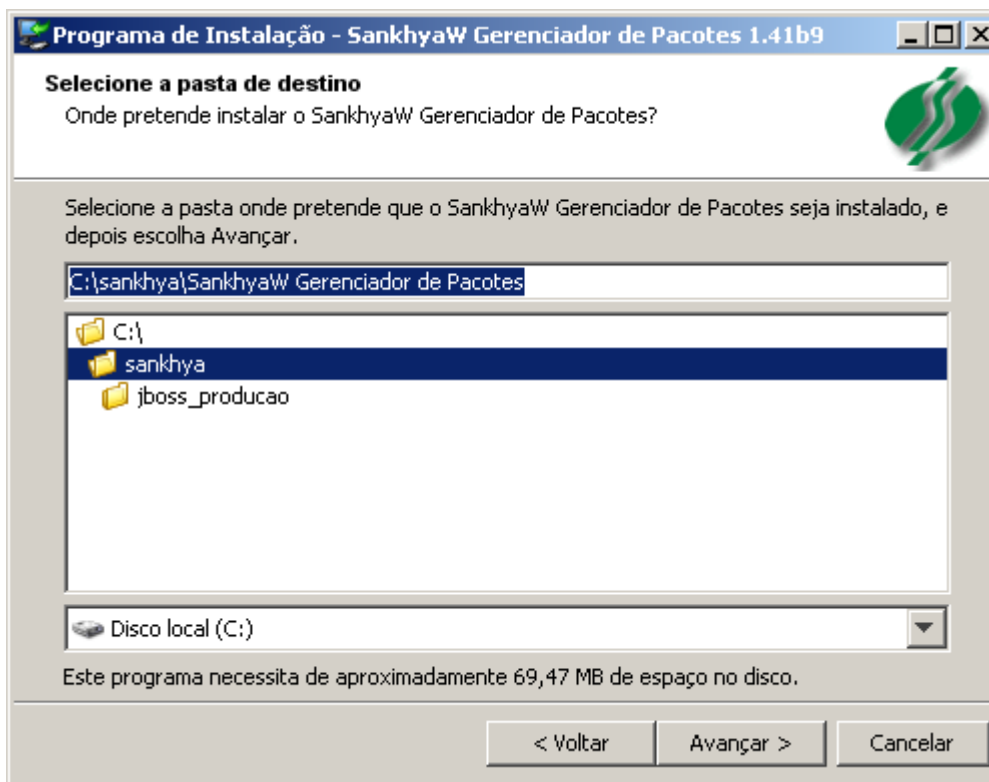 Programa de Instalação - SankhyaW Gerenciador de Pacotes 1.41b9
Selecione a pasta de destino
Onde pretende instalar o SankhyaW Gerenciador de Pacotes?
Selecione a pasta onde pretende que o SankhyaW Gerenciador de Pacotes seja instalado, e
depois escolha Avançar.
C:\sankhya\SankhyaW Gerenciador de Pacotes
C:\
sankhya
jboss_producao
Disco local (C:)
Este programa necessita de aproximadamente 69,47 MB de espaço no disco.
< Voltar Avançar > Cancelar